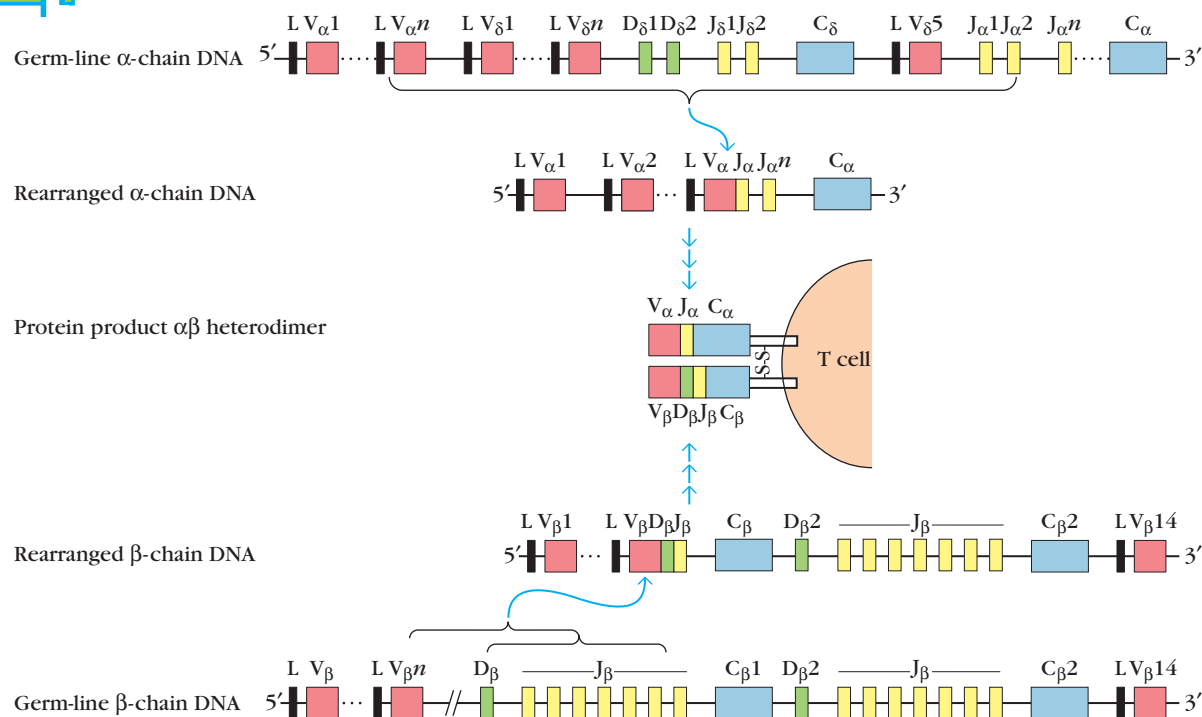 L Vα1 L Vαn L Vδ1 L Vδn Dδ1 Dδ2 Jδ1 Jδ2 Cδ L Vδ5 Jα1 Jα2 Jαn Cα
Germ-line α-chain DNA 5′ ..... ..... ..... 3′
L Vα1 L Vα2 L Vα Jα Jαn Cα
Rearranged α-chain DNA 5′ ... 3′
Vα Jα Cα
Protein product αβ heterodimer
-S-S-
T cell
VβDβJβCβ
L Vβ1 L VβDβJβ Cβ Dβ2 Jβ Cβ2 L Vβ14
Rearranged β-chain DNA 5′ ... 3′
L Vβ L Vβn Dβ Jβ Cβ1 Dβ2 Jβ Cβ2 L Vβ14
Germ-line β-chain DNA 5′ ... // 3′